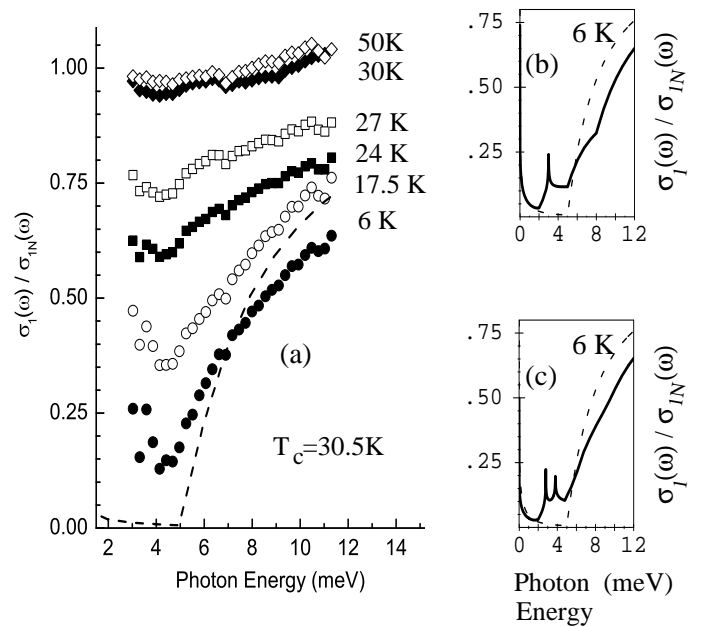 50K
30K
27 K
24 K
17.5 K
6 K
(a)
T c=30.5K
1.00
0.75
0.50
0.25
0.00
2 4 6 8 10 12 14
Photon Energy (meV)
σ1(ω) / σ1N(ω)
.75
.50
.25
6 K
(b)
0 4 8 12
σ1(ω) / σ1N(ω)
.75
.50
.25
6 K
(c)
0 4 8 12
σ1(ω) / σ1N(ω)
Photon (meV)
Energy